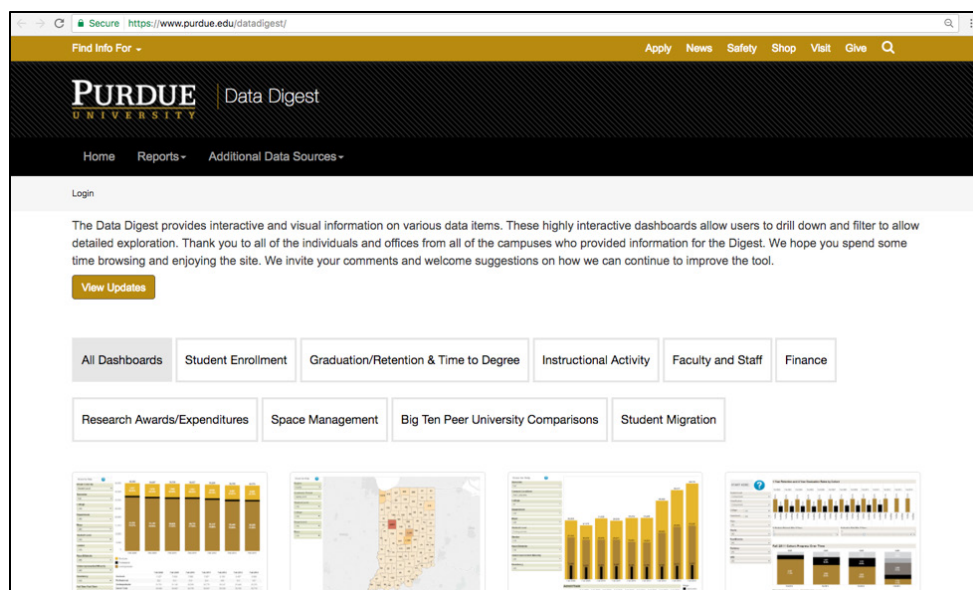 Secure https://www.purdue.edu/datadigest/
Find Info For Apply News Safety Shop Visit Give
PURDUE
UNIVERSITY
Data Digest
Home Reports Additional Data Sources
Login
The Data Digest provides interactive and visual information on various data items. These highly interactive dashboards allow users to drill down and filter to allow
detailed exploration. Thank you to all of the individuals and offices from all of the campuses who provided information for the Digest. We hope you spend some
time browsing and enjoying the site. We invite your comments and welcome suggestions on how we can continue to improve the tool.
View Updates
All Dashboards Student Enrollment Graduation/Retention & Time to Degree Instructional Activity Faculty and Staff Finance
Research Awards/Expenditures Space Management Big Ten Peer University Comparisons Student Migration